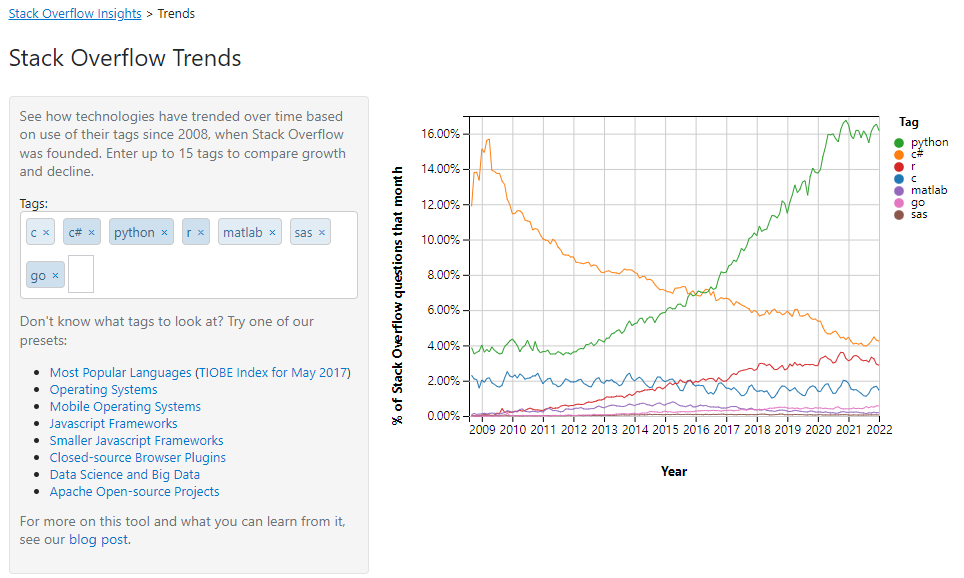 Stack Overflow Insights > Trends
Stack Overflow Trends
See how technologies have trended over time based
on use of their tags since 2008, when Stack Overflow
was founded. Enter up to 15 tags to compare growth
and decline.
Tags:
c × c# × python × r × matlab × sas ×
go ×
Don't know what tags to look at? Try one of our
presets:
Most Popular Languages (TIOBE Index for May 2017)
Operating Systems
Mobile Operating Systems
Javascript Frameworks
Smaller Javascript Frameworks
Closed-source Browser Plugins
Data Science and Big Data
Apache Open-source Projects
For more on this tool and what you can learn from it,
see our blog post.
% of Stack Overflow questions that month
16.00%
14.00%
12.00%
10.00%
8.00%
6.00%
4.00%
2.00%
0.00%
2009 2010 2011 2012 2013 2014 2015 2016 2017 2018 2019 2020 2021 2022
Year
Tag
python
c#
r
c
matlab
go
sas